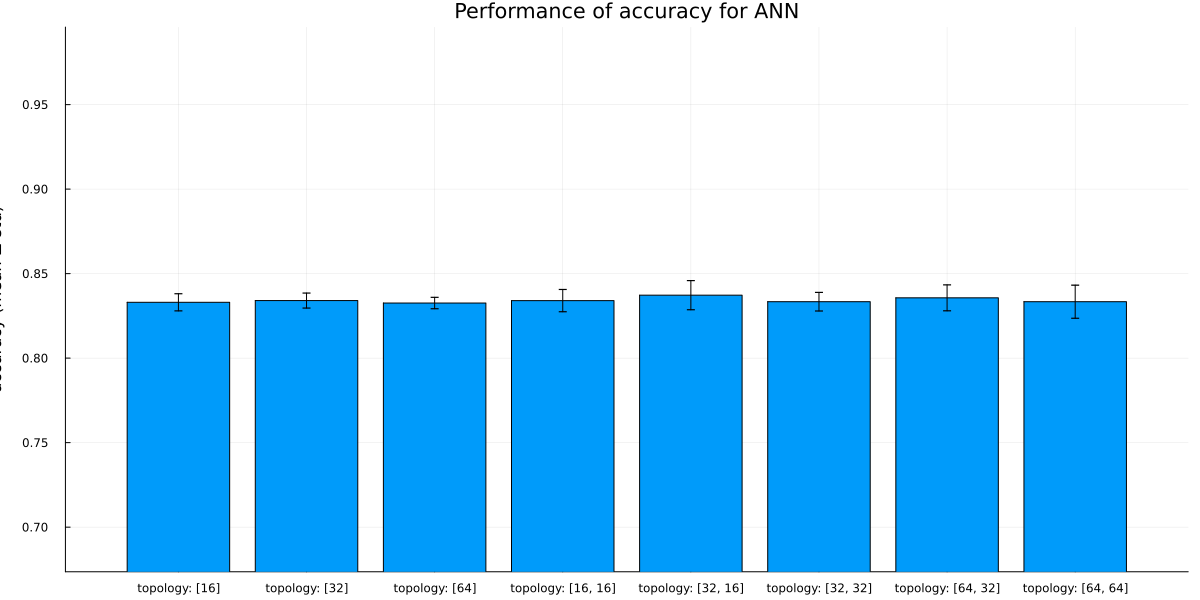 Performance of accuracy for ANN
0.95
0.90
0.85
0.80
0.75
0.70
topology: [16]
topology: [32]
topology: [64]
topology: [16, 16]
topology: [32, 16]
topology: [32, 32]
topology: [64, 32]
topology: [64, 64]